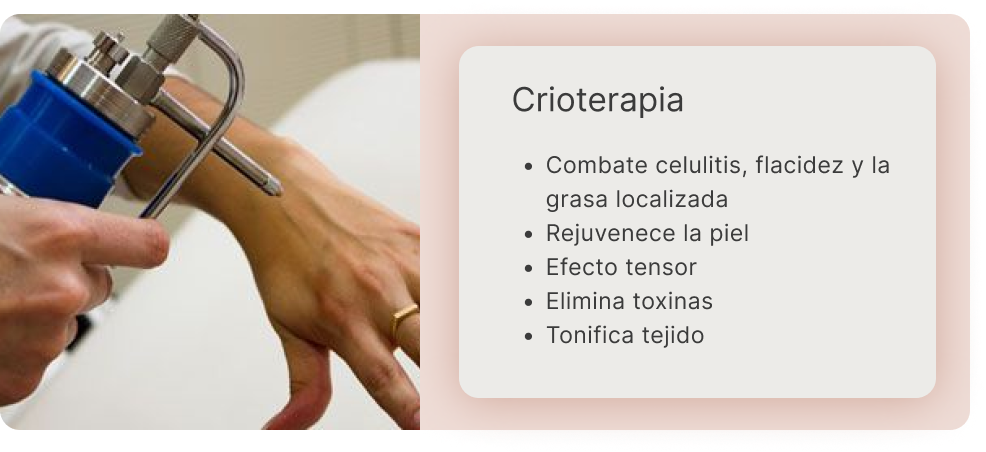 Crioterapia
• Combate celulitis, flacidez y la
grasa localizada
• Rejuvenece la piel
• Efecto tensor
• Elimina toxinas
• Tonifica tejido